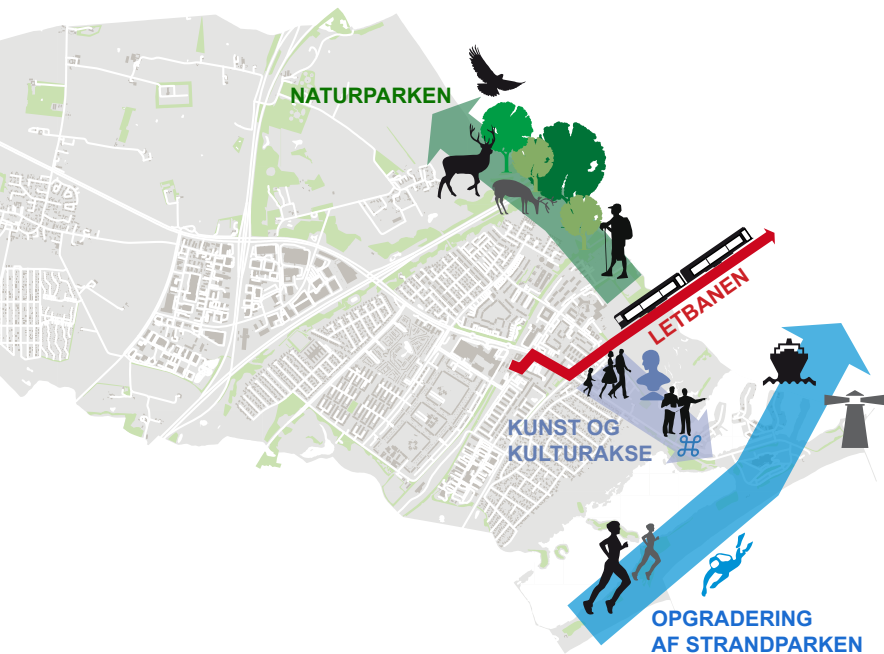 NATURPARKEN
LETBANEN
KUNST OG
KULTURAKSE
OPGRADERING
AF STRANDPARKEN